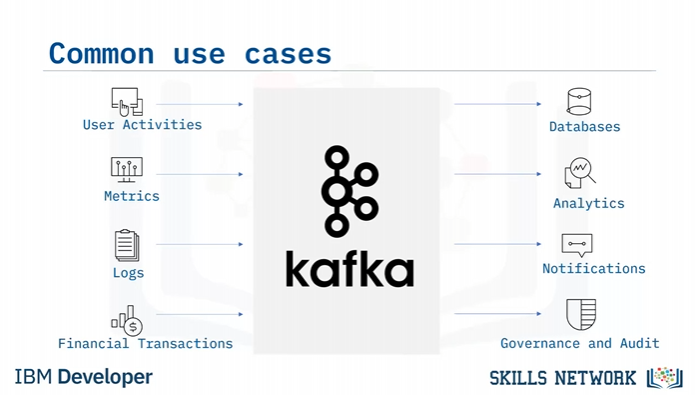 Common use cases
User Activities
Databases
Metrics
Analytics
Logs
Notifications
Financial Transactions
Governance and Audit
kafka
IBM Developer
SKILLS NETWORK